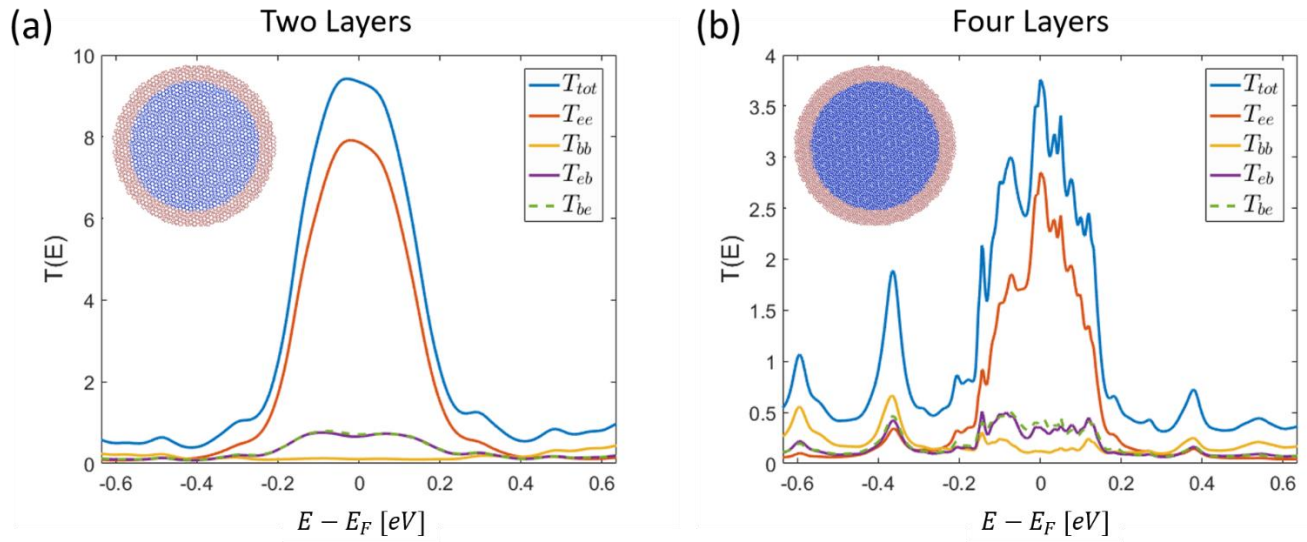 (a)
Two Layers
10
8
6
4
2
0
T(E)
-0.6
-0.4
-0.2
0
0.2
0.4
0.6
E − E_F [eV]
T_tot
T_ee
T_bb
T_eb
T_be
(b)
Four Layers
4
3.5
3
2.5
2
1.5
1
0.5
0
T(E)
-0.6
-0.4
-0.2
0
0.2
0.4
0.6
E − E_F [eV]
T_tot
T_ee
T_bb
T_eb
T_be